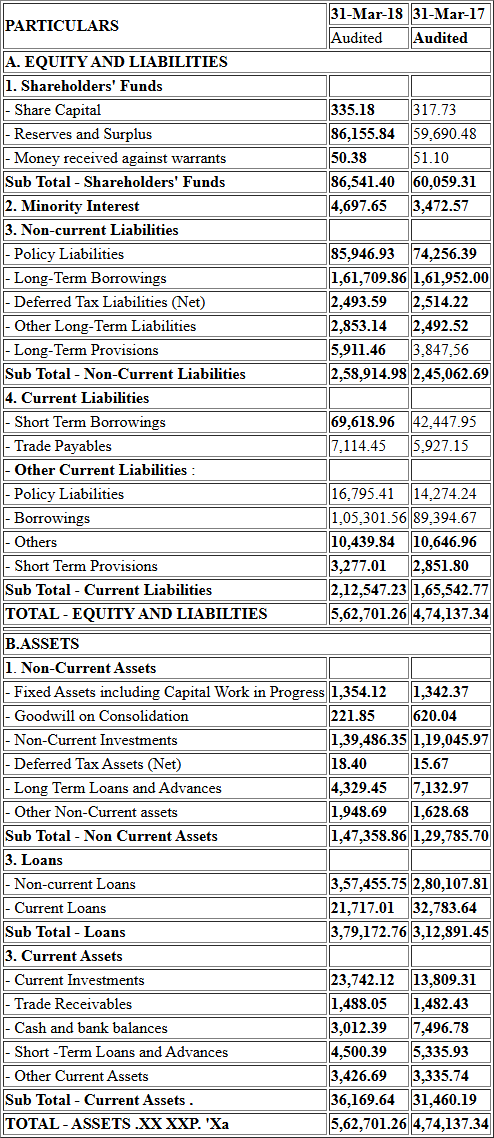 PARTICULARS 31-Mar-18 31-Mar-17
Audited Audited
A. EQUITY AND LIABILITIES
1. Shareholders' Funds
- Share Capital 335.18 317.73
- Reserves and Surplus 86,155.84 59,690.48
- Money received against warrants 50.38 51.10
Sub Total - Shareholders' Funds 86,541.40 60,059.31
2. Minority Interest 4,697.65 3,472.57
3. Non-current Liabilities
- Policy Liabilities 85,946.93 74,256.39
- Long-Term Borrowings 1,61,709.86 1,61,952.00
- Deferred Tax Liabilities (Net) 2,493.59 2,514.22
- Other Long-Term Liabilities 2,853.14 2,492.52
- Long-Term Provisions 5,911.46 3,847,56
Sub Total - Non-Current Liabilities 2,58,914.98 2,45,062.69
4. Current Liabilities
- Short Term Borrowings 69,618.96 42,447.95
- Trade Payables 7,114.45 5,927.15
- Other Current Liabilities :
- Policy Liabilities 16,795.41 14,274.24
- Borrowings 1,05,301.56 89,394.67
- Others 10,439.84 10,646.96
- Short Term Provisions 3,277.01 2,851.80
Sub Total - Current Liabilities 2,12,547.23 1,65,542.77
TOTAL - EQUITY AND LIABILTIES 5,62,701.26 4,74,137.34
B.ASSETS
1. Non-Current Assets
- Fixed Assets including Capital Work in Progress 1,354.12 1,342.37
- Goodwill on Consolidation 221.85 620.04
- Non-Current Investments 1,39,486.35 1,19,045.97
- Deferred Tax Assets (Net) 18.40 15.67
- Long Term Loans and Advances 4,329.45 7,132.97
- Other Non-Current assets 1,948.69 1,628.68
Sub Total - Non Current Assets 1,47,358.86 1,29,785.70
3. Loans
- Non-current Loans 3,57,455.75 2,80,107.81
- Current Loans 21,717.01 32,783.64
Sub Total - Loans 3,79,172.76 3,12,891.45
3. Current Assets
- Current Investments 23,742.12 13,809.31
- Trade Receivables 1,488.05 1,482.43
- Cash and bank balances 3,012.39 7,496.78
- Short -Term Loans and Advances 4,500.39 5,335.93
- Other Current Assets 3,426.69 3,335.74
Sub Total - Current Assets . 36,169.64 31,460.19
TOTAL - ASSETS .XX XXP. 'Xa 5,62,701.26 4,74,137.34